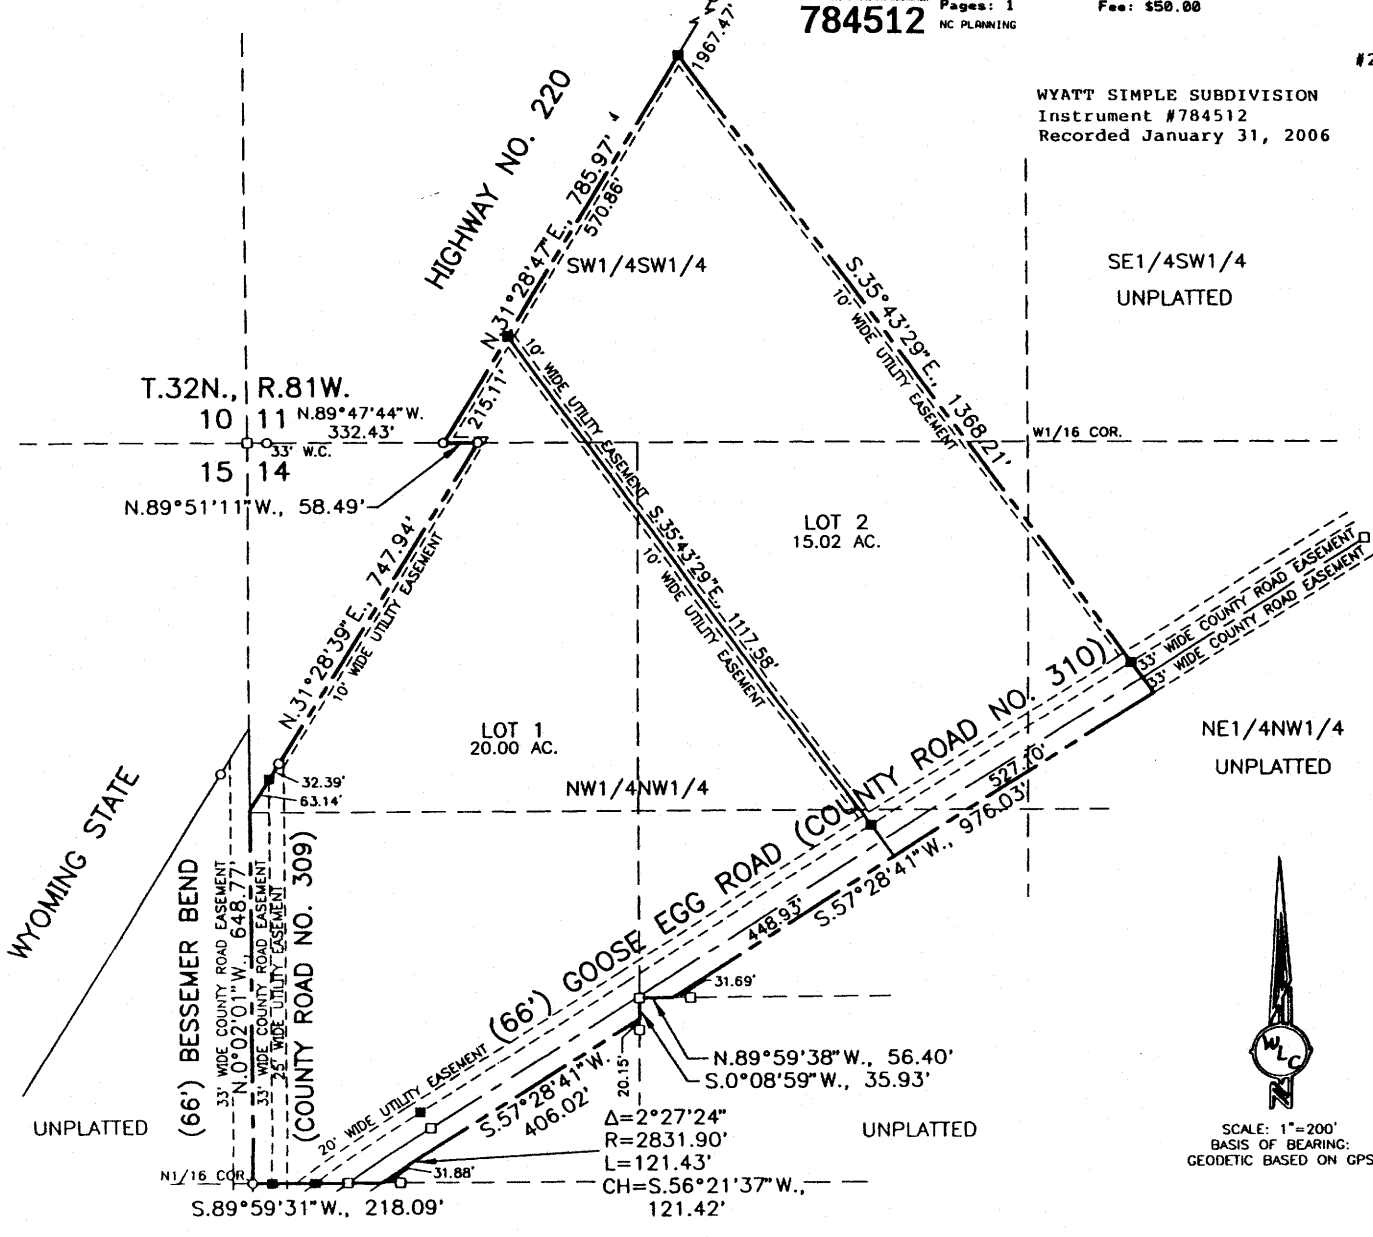 784512
Pages: 1
NC PLANNING
Fee: $50.00
WYATT SIMPLE SUBDIVISION
Instrument #784512
Recorded January 31, 2006
1967.47'
HIGHWAY NO. 220
N.31°28'47"E., 785.97'
570.86'
SW1/4SW1/4
S.35°43'29"E., 1368.21'
10' WIDE UTILITY EASEMENT
SE1/4SW1/4
UNPLATTED
T.32N., R.81W.
10 11
N.89°47'44"W.
332.43'
215.11'
33' W.C.
15 14
W1/16 COR.
N.89°51'11"W., 58.49'
10' WIDE UTILITY EASEMENT
S.35°43'29"E., 1117.58'
10' WIDE UTILITY EASEMENT
LOT 2
15.02 AC.
N.31°28'39"E., 747.94'
10' WIDE UTILITY EASEMENT
33' WIDE COUNTY ROAD EASEMENT
33' WIDE COUNTY ROAD EASEMENT
LOT 1
20.00 AC.
NW1/4NW1/4
NE1/4NW1/4
UNPLATTED
32.39'
63.14'
WYOMING STATE
(66') BESSEMER BEND
33' WIDE COUNTY ROAD EASEMENT
N.0°02'01"W., 648.77'
33' WIDE COUNTY ROAD EASEMENT
25' WIDE UTILITY EASEMENT
(COUNTY ROAD NO. 309)
(66') GOOSE EGG ROAD (COUNTY ROAD NO. 310)
527.10'
S.57°28'41"W., 976.03'
448.93'
31.69'
20' WIDE UTILITY EASEMENT
N.89°59'38"W., 56.40'
S.0°08'59"W., 35.93'
20.15'
S.57°28'41"W.
406.02'
Δ=2°27'24"
R=2831.90'
L=121.43'
CH=S.56°21'37"W.,
121.42'
31.88'
UNPLATTED
UNPLATTED
N1/16 COR.
S.89°59'31"W., 218.09'
WLC
N
SCALE: 1"=200'
BASIS OF BEARING:
GEODETIC BASED ON GPS